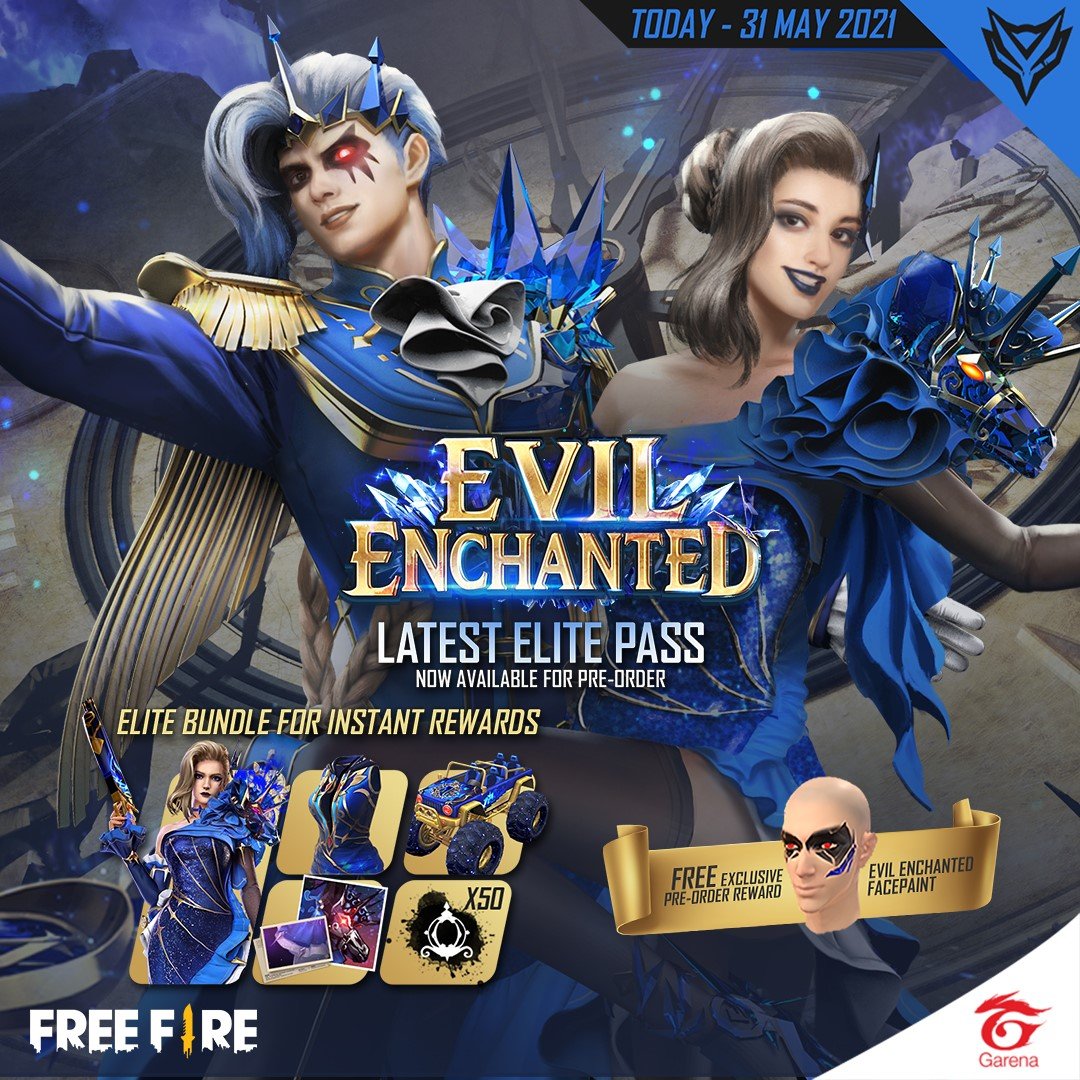 TODAY - 31 MAY 2021
EVIL
ENCHANTED
LATEST ELITE PASS
NOW AVAILABLE FOR PRE-ORDER
ELITE BUNDLE FOR INSTANT REWARDS
X50
FREE EXCLUSIVE
PRE-ORDER REWARD
EVIL ENCHANTED
FACEPAINT
FREE FIRE
Garena